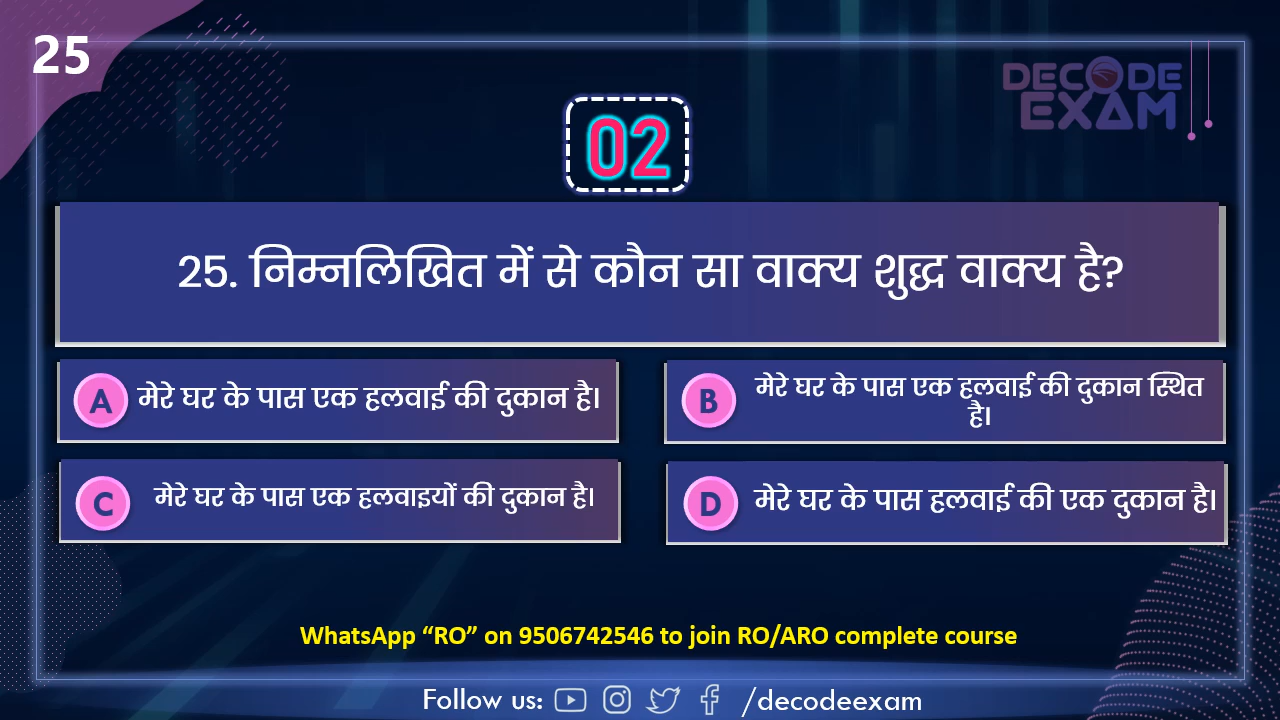 25
DECODE
EXAM
02
25. निम्नलिखित में से कौन सा वाक्य शुद्ध वाक्य है?
A मेरे घर के पास एक हलवाई की दुकान है।
B मेरे घर के पास एक हलवाई की दुकान स्थित
है।
C मेरे घर के पास एक हलवाइयों की दुकान है।
D मेरे घर के पास हलवाई की एक दुकान है।
WhatsApp “RO” on 9506742546 to join RO/ARO complete course
Follow us: /decodeexam